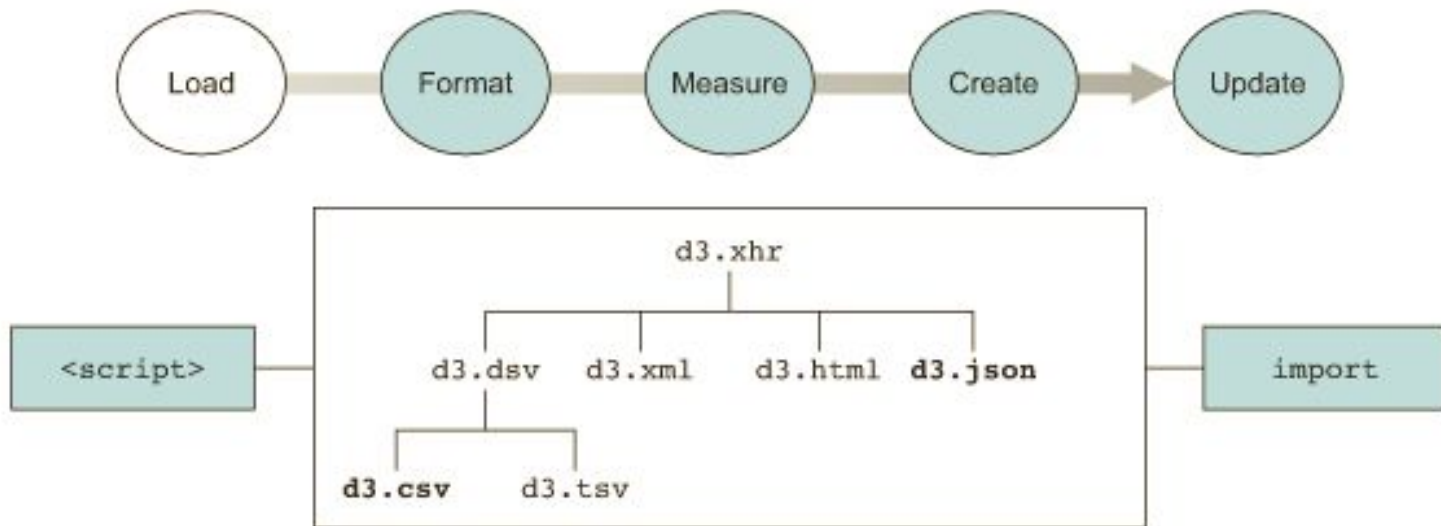 Load Format Measure Create Update
d3.xhr
<script> d3.dsv d3.xml d3.html d3.json import
d3.csv d3.tsv